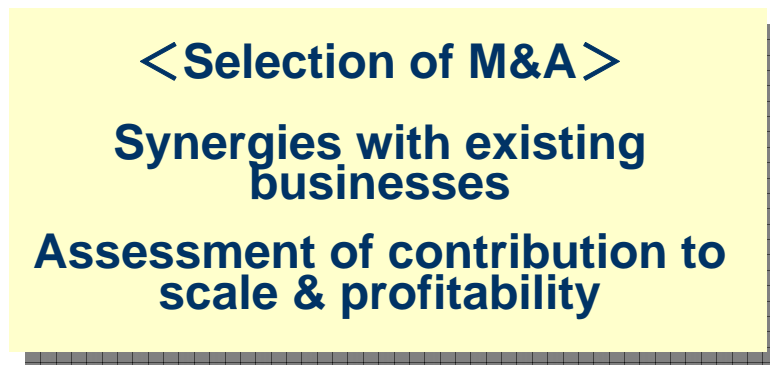 ＜Selection of M&A＞
Synergies with existing
businesses
Assessment of contribution to
scale & profitability